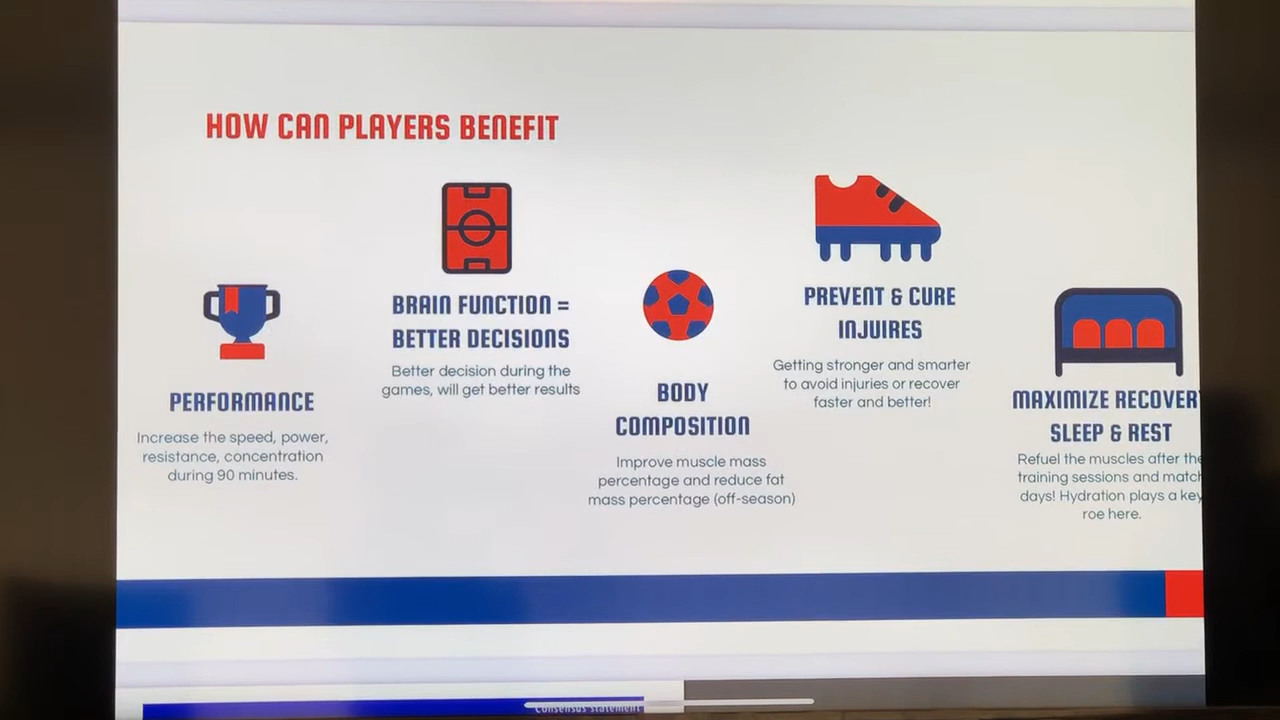 HOW CAN PLAYERS BENEFIT
PERFORMANCE
Increase the speed, power,
resistance, concentration
during 90 minutes.
BRAIN FUNCTION =
BETTER DECISIONS
Better decision during the
games, will get better results
BODY
COMPOSITION
Improve muscle mass
percentage and reduce fat
mass percentage (off-season)
PREVENT & CURE
INJUIRES
Getting stronger and smarter
to avoid injuries or recover
faster and better!
MAXIMIZE RECOVERY
SLEEP & REST
Refuel the muscles after the
training sessions and match
days! Hydration plays a key
roe here.
Consensus statement